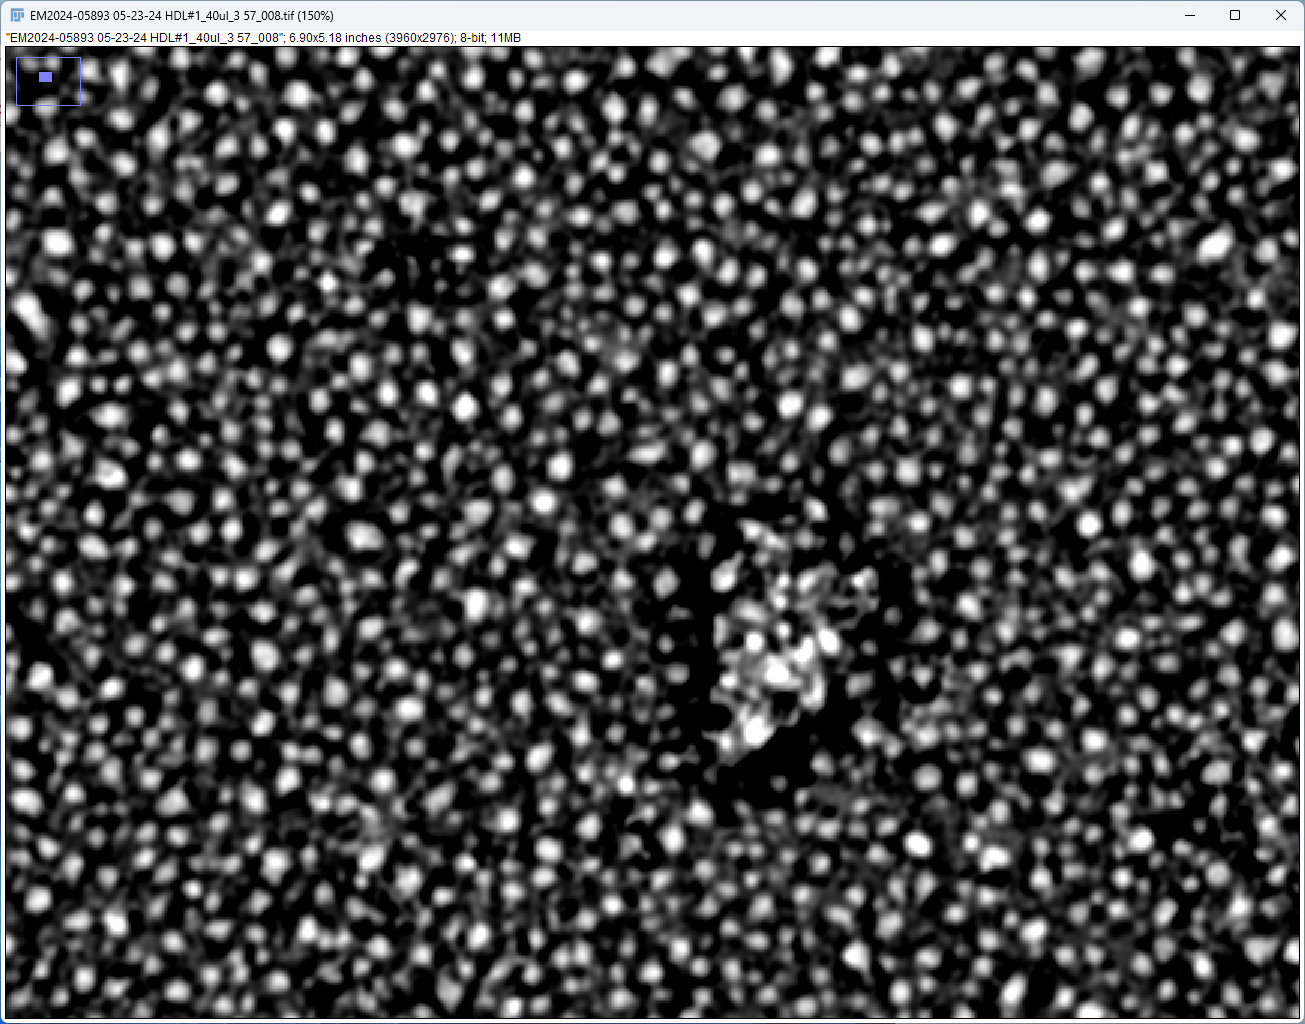 EM2024-05893 05-23-24 HDL#1_40ul_3 57_008.tif (150%)
"EM2024-05893 05-23-24 HDL#1_40ul_3 57_008"; 6.90x5.18 inches (3960x2976); 8-bit; 11MB